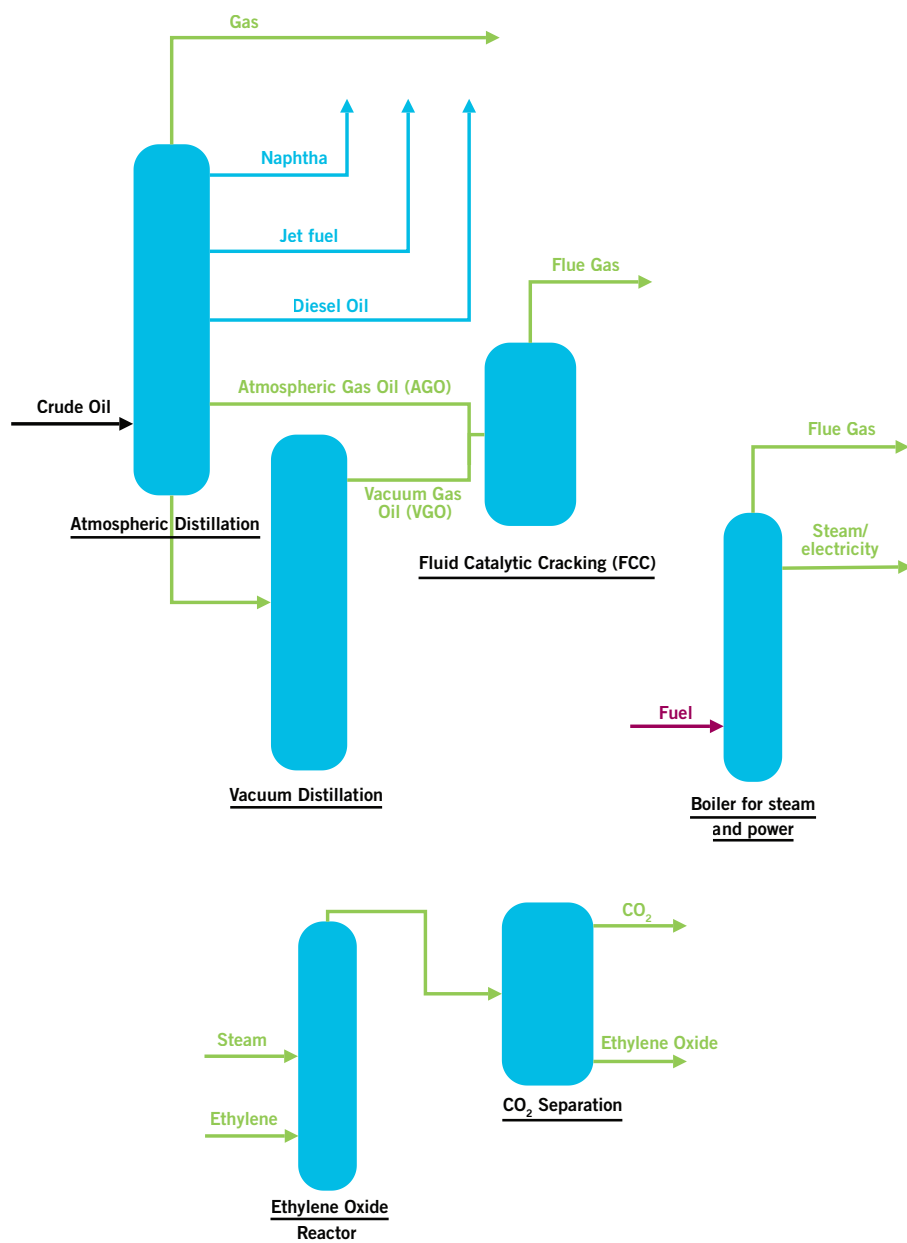 Gas
Naphtha
Jet fuel
Flue Gas
Diesel Oil
Atmospheric Gas Oil (AGO)
Crude Oil
Flue Gas
Vacuum Gas
Oil (VGO)
Atmospheric Distillation
Steam/
electricity
Fluid Catalytic Cracking (FCC)
Fuel
Vacuum Distillation
Boiler for steam
and power
CO₂
Steam
Ethylene Oxide
Ethylene
CO₂ Separation
Ethylene Oxide
Reactor